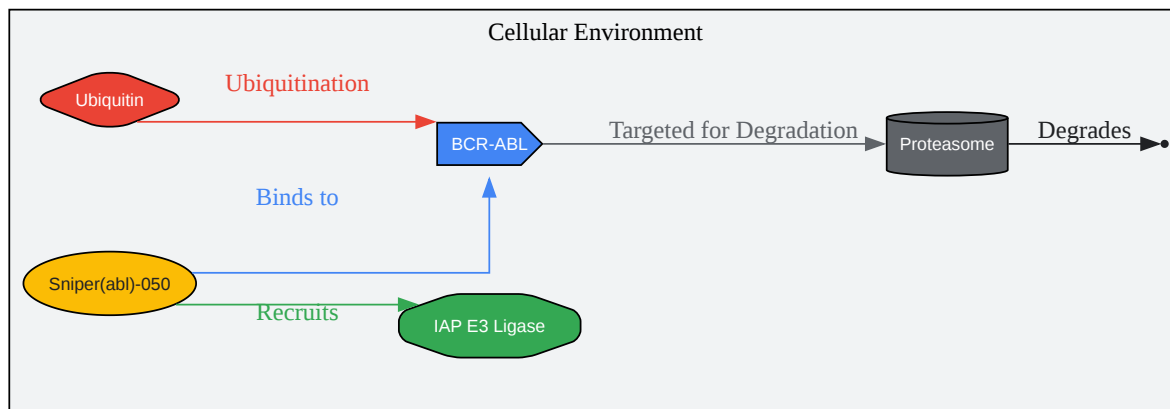 Cellular Environment
Ubiquitination
Ubiquitin
BCR-ABL
Targeted for Degradation
Proteasome
Degrades
Binds to
Sniper(abl)-050
Recruits
IAP E3 Ligase